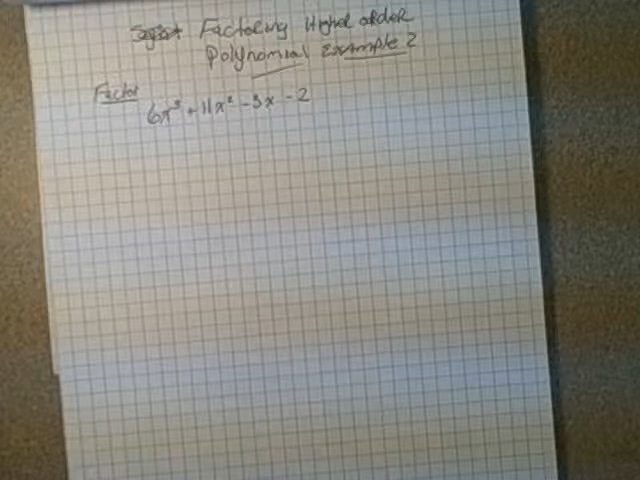 Factoring Higher order
Polynomial Example 2
Factor
6x³ + 11x² - 3x - 2